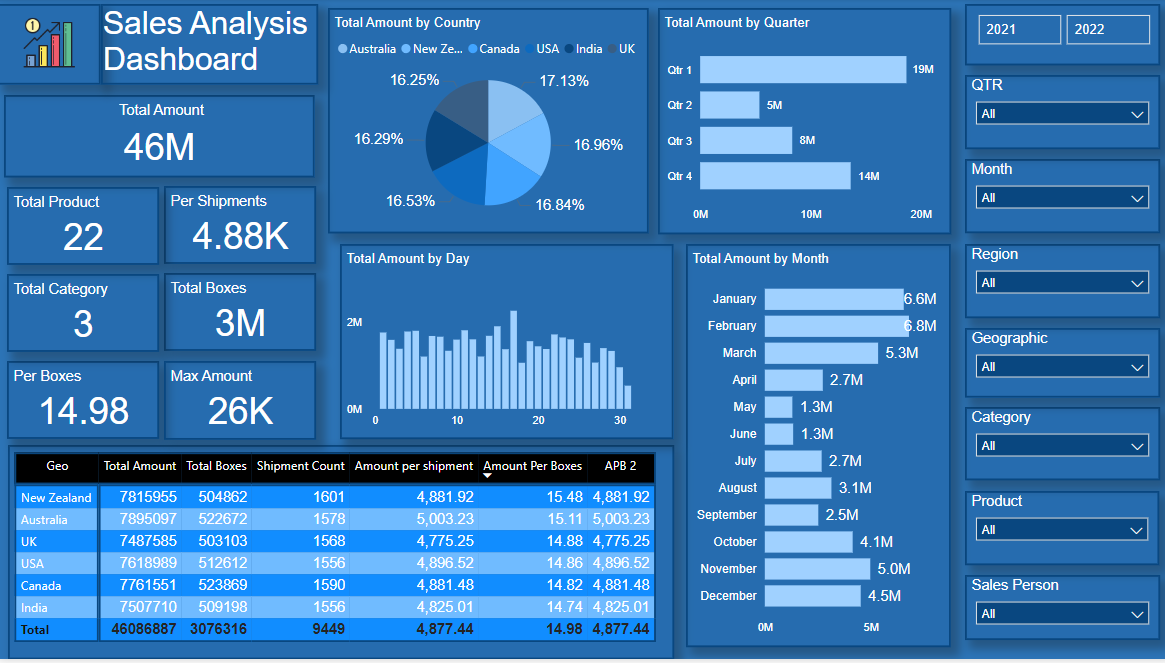 1
Sales Analysis
Dashboard
Total Amount
46M
Total Product
22
Per Shipments
4.88K
Total Category
3
Total Boxes
3M
Per Boxes
14.98
Max Amount
26K
Total Amount by Country
Australia New Ze... Canada USA India UK
16.25% 17.13%
16.29% 16.96%
16.53% 16.84%
Total Amount by Quarter
Qtr 1 19M
Qtr 2 5M
Qtr 3 8M
Qtr 4 14M
0M 10M 20M
Total Amount by Day
2M
0M
0 10 20 30
Total Amount by Month
January 6.6M
February 6.8M
March 5.3M
April 2.7M
May 1.3M
June 1.3M
July 2.7M
August 3.1M
September 2.5M
October 4.1M
November 5.0M
December 4.5M
0M 5M
Geo Total Amount Total Boxes Shipment Count Amount per shipment Amount Per Boxes APB 2
New Zealand 7815955 504862 1601 4,881.92 15.48 4,881.92
Australia 7895097 522672 1578 5,003.23 15.11 5,003.23
UK 7487585 503103 1568 4,775.25 14.88 4,775.25
USA 7618989 512612 1556 4,896.52 14.86 4,896.52
Canada 7761551 523869 1590 4,881.48 14.82 4,881.48
India 7507710 509198 1556 4,825.01 14.74 4,825.01
Total 46086887 3076316 9449 4,877.44 14.98 4,877.44
2021 2022
QTR
All
Month
All
Region
All
Geographic
All
Category
All
Product
All
Sales Person
All